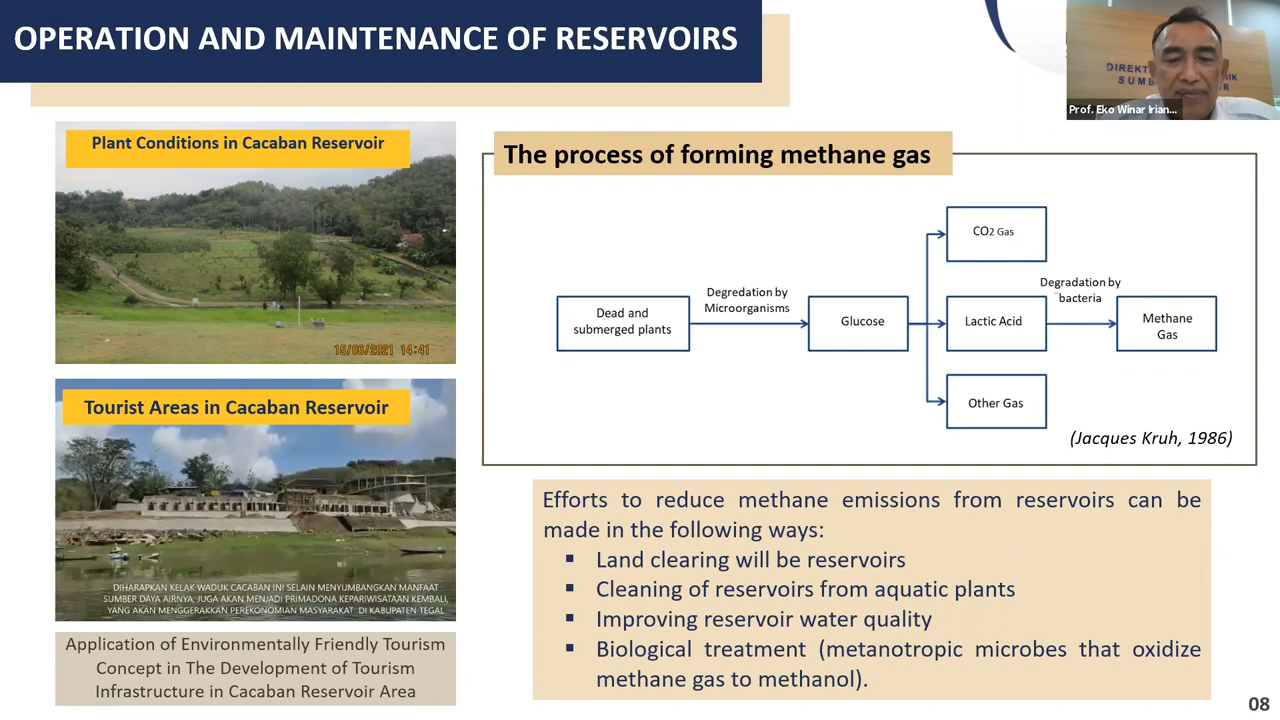 OPERATION AND MAINTENANCE OF RESERVOIRS
Prof. Eko Winar Irian...
Plant Conditions in Cacaban Reservoir
15/06/2021 14:41
Tourist Areas in Cacaban Reservoir
DIHARAPKAN KELAK WADUK CACABAN INI SELAIN MENYUMBANGKAN MANFAAT
SUMBER DAYA AIRNYA, JUGA AKAN MENJADI PRIMADONA KEPARIWISATAAN KEMBALI,
YANG AKAN MENGGERAKKAN PEREKONOMIAN MASYARAKAT DI KABUPATEN TEGAL
Application of Environmentally Friendly Tourism
Concept in The Development of Tourism
Infrastructure in Cacaban Reservoir Area
The process of forming methane gas
Dead and
submerged plants
Degredation by
Microorganisms
Glucose
CO2 Gas
Lactic Acid
Other Gas
Degradation by
bacteria
Methane
Gas
(Jacques Kruh, 1986)
Efforts to reduce methane emissions from reservoirs can be
made in the following ways:
▪ Land clearing will be reservoirs
▪ Cleaning of reservoirs from aquatic plants
▪ Improving reservoir water quality
▪ Biological treatment (metanotropic microbes that oxidize
methane gas to methanol).
08